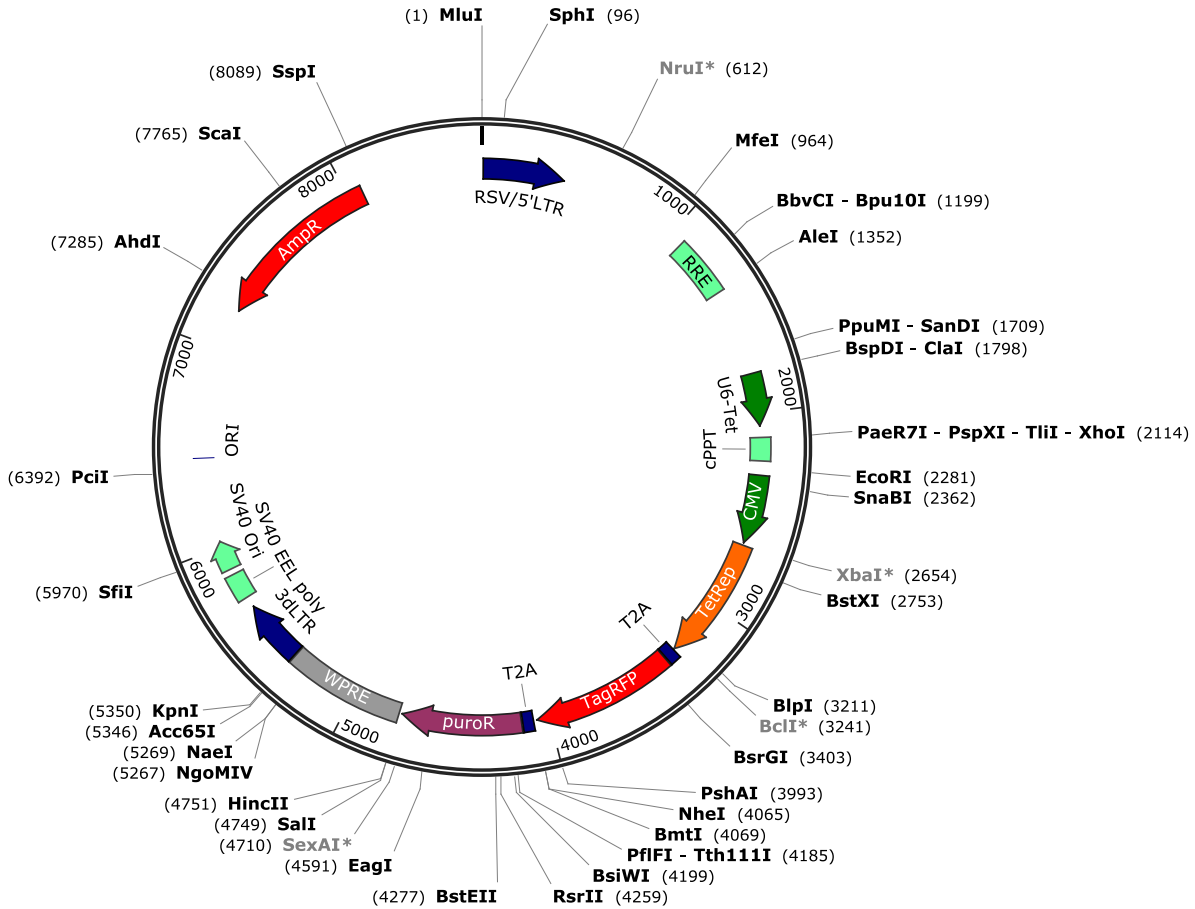 (1) MluI
SphI (96)
NruI* (612)
MfeI (964)
BbvCI - Bpu10I (1199)
AleI (1352)
PpuMI - SanDI (1709)
BspDI - ClaI (1798)
PaeR7I - PspXI - TliI - XhoI (2114)
EcoRI (2281)
SnaBI (2362)
XbaI* (2654)
BstXI (2753)
BlpI (3211)
BclI* (3241)
BsrGI (3403)
PshAI (3993)
NheI (4065)
BmtI (4069)
PflFI - Tth111I (4185)
BsiWI (4199)
RsrII (4259)
(4277) BstEII
(4591) EagI
(4710) SexAI*
(4749) SalI
(4751) HincII
(5267) NgoMIV
(5269) NaeI
(5346) Acc65I
(5350) KpnI
(5970) SfiI
(6392) PciI
(7285) AhdI
(7765) ScaI
(8089) SspI
1000
2000
3000
4000
5000
6000
7000
8000
RSV/5'LTR
RRE
U6-Tet
cPPT
CMV
TetRep
T2A
TagRFP
T2A
puroR
WPRE
3dLTR
SV40 EEL poly
SV40 Ori
ORI
AmpR